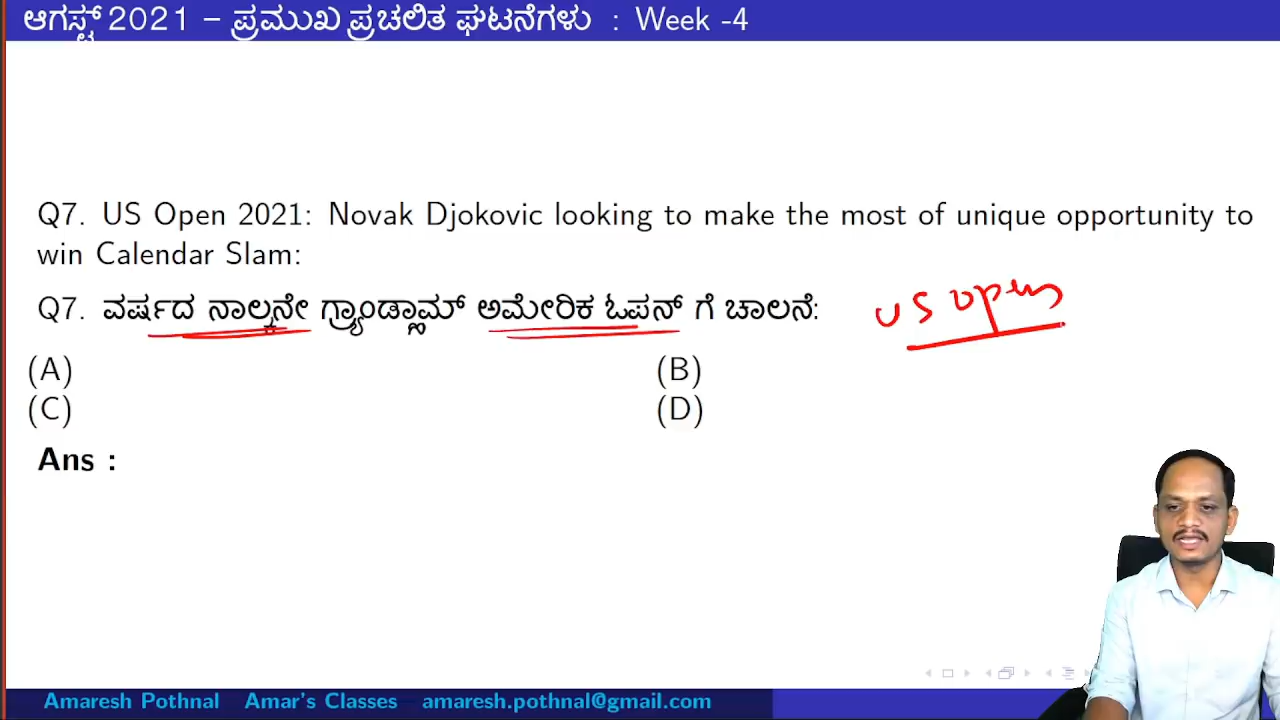 ಆಗಸ್ಟ್ 2021 – ಪ್ರಮುಖ ಪ್ರಚಲಿತ ಘಟನೆಗಳು : Week -4
Q7. US Open 2021: Novak Djokovic looking to make the most of unique opportunity to
win Calendar Slam:
Q7. ವರ್ಷದ ನಾಲ್ಕನೇ ಗ್ರ್ಯಾಂಡ್ಸ್ಲಾಮ್ ಅಮೇರಿಕ ಓಪನ್ ಗೆ ಚಾಲನೆ: US open
(A) (B)
(C) (D)
Ans :
Amaresh Pothnal Amar's Classes amaresh.pothnal@gmail.com